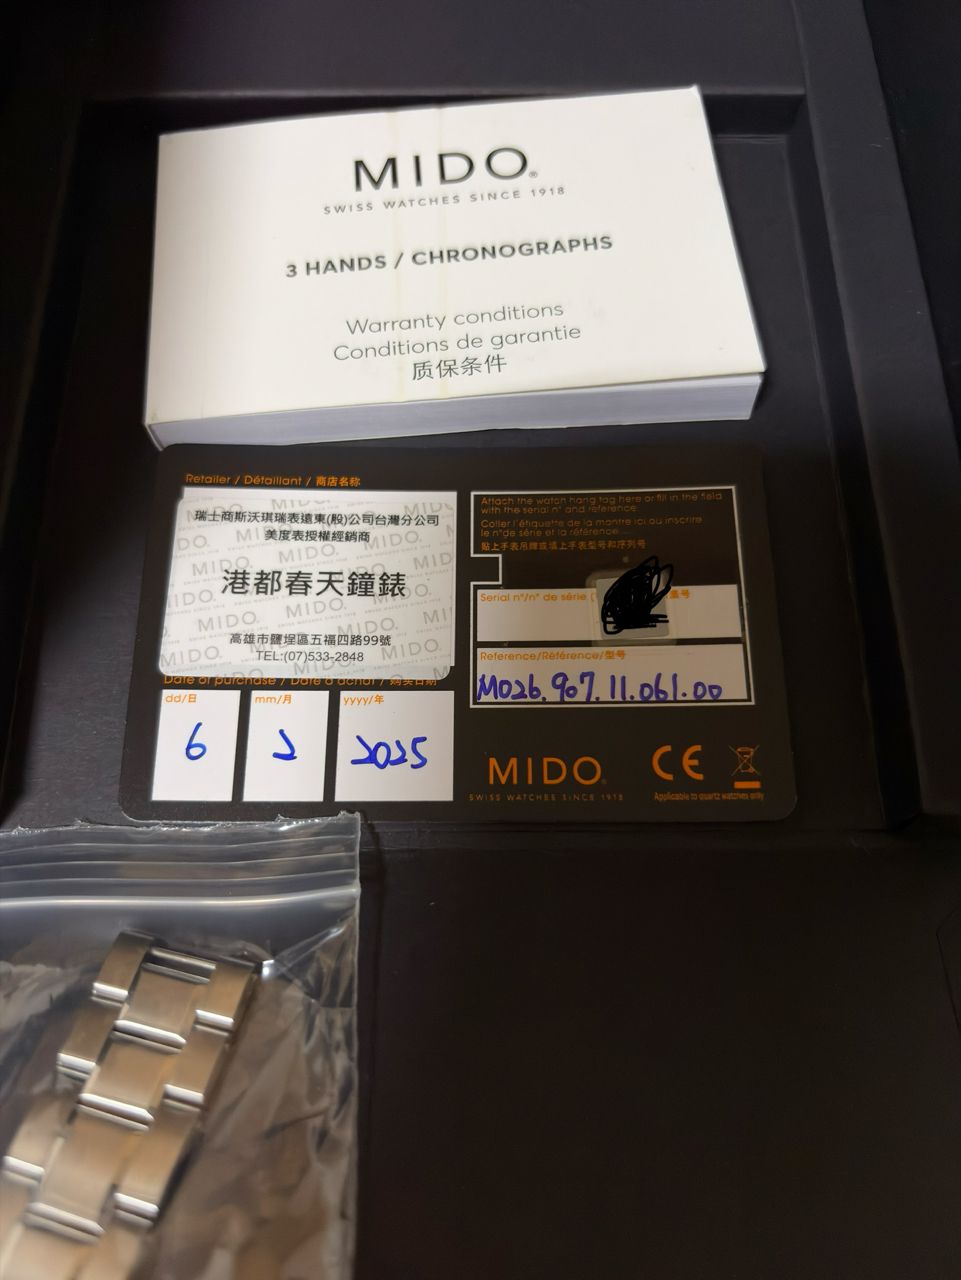 MIDO®
SWISS WATCHES SINCE 1918
3 HANDS / CHRONOGRAPHS
Warranty conditions
Conditions de garantie
质保条件
Retailer / Détaillant / 商店名称
瑞士商斯沃琪瑞表遠東(股)公司台灣分公司
美度表授權經銷商
港都春天鐘錶
高雄市鹽埕區五福四路99號
TEL:(07)533-2848
Date of purchase / Date d'achat / 购买日期
dd/日
mm/月
yyyy/年
6
2
2025
Attach the watch hang tag here or fill in the field
with the serial n° and reference.
Coller l'étiquette de la montre ici ou inscrire
le n°de série et la référence
贴上手表吊牌或填上手表型号和序列号
Serial n°/n° de série
号
Reference/Référence/型号
M026.907.11.061.00
MIDO®
SWISS WATCHES SINCE 1918
CE
Applicable to quartz watches only